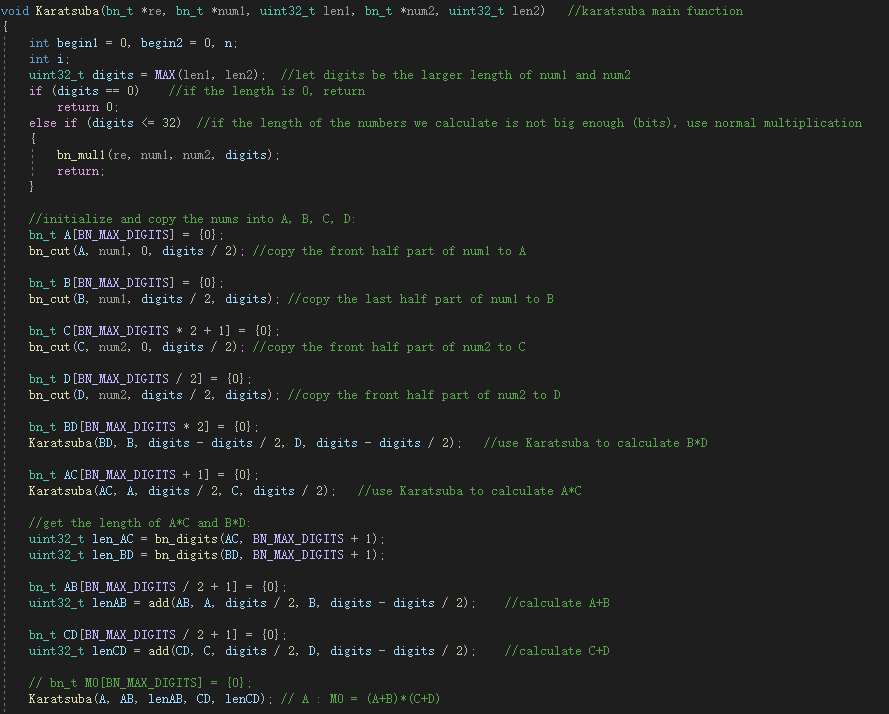 void Karatsuba(bn_t *re, bn_t *num1, uint32_t len1, bn_t *num2, uint32_t len2)   //karatsuba main function
{
    int begin1 = 0, begin2 = 0, n;
    int i;
    uint32_t digits = MAX(len1, len2);  //let digits be the larger length of num1 and num2
    if (digits == 0)    //if the length is 0, return
        return 0;
    else if (digits <= 32)  //if the length of the numbers we calculate is not big enough (bits), use normal multiplication
    {
        bn_mul1(re, num1, num2, digits);
        return;
    }
    //initialize and copy the nums into A, B, C, D:
    bn_t A[BN_MAX_DIGITS] = {0};
    bn_cut(A, num1, 0, digits / 2); //copy the front half part of num1 to A
    bn_t B[BN_MAX_DIGITS] = {0};
    bn_cut(B, num1, digits / 2, digits); //copy the last half part of num1 to B
    bn_t C[BN_MAX_DIGITS * 2 + 1] = {0};
    bn_cut(C, num2, 0, digits / 2); //copy the front half part of num2 to C
    bn_t D[BN_MAX_DIGITS / 2] = {0};
    bn_cut(D, num2, digits / 2, digits); //copy the front half part of num2 to D
    bn_t BD[BN_MAX_DIGITS * 2] = {0};
    Karatsuba(BD, B, digits - digits / 2, D, digits - digits / 2);   //use Karatsuba to calculate B*D
    bn_t AC[BN_MAX_DIGITS + 1] = {0};
    Karatsuba(AC, A, digits / 2, C, digits / 2);   //use Karatsuba to calculate A*C
    //get the length of A*C and B*D:
    uint32_t len_AC = bn_digits(AC, BN_MAX_DIGITS + 1);
    uint32_t len_BD = bn_digits(BD, BN_MAX_DIGITS + 1);
    bn_t AB[BN_MAX_DIGITS / 2 + 1] = {0};
    uint32_t lenAB = add(AB, A, digits / 2, B, digits - digits / 2);    //calculate A+B
    bn_t CD[BN_MAX_DIGITS / 2 + 1] = {0};
    uint32_t lenCD = add(CD, C, digits / 2, D, digits - digits / 2);    //calculate C+D
    // bn_t MO[BN_MAX_DIGITS] = {0};
    Karatsuba(A, AB, lenAB, CD, lenCD); // A : MO = (A+B)*(C+D)